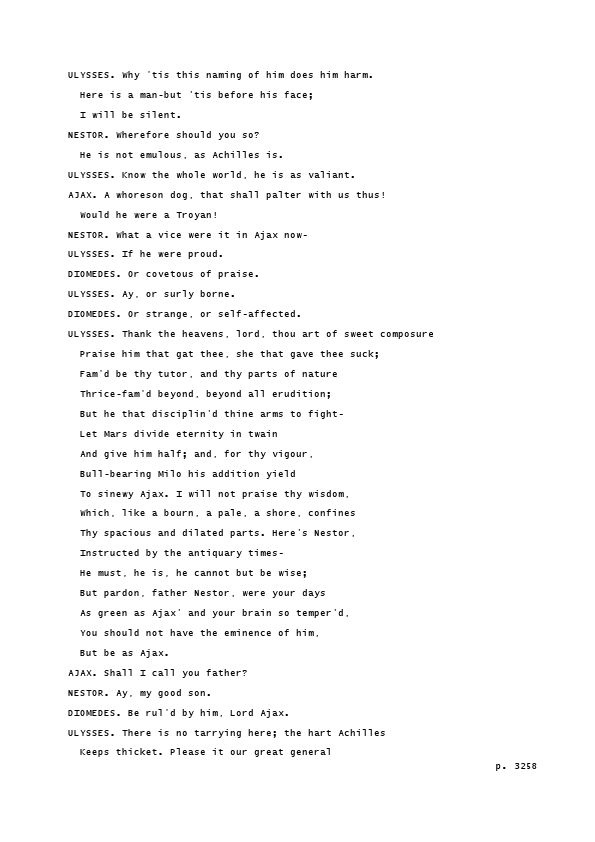 ULYSSES. Why 'tis this naming of him does him harm.
Here is a man-but 'tis before his face;
I will be silent.
NESTOR. Wherefore should you so?
He is not emulous, as Achilles is.
ULYSSES. Know the whole world, he is as valiant.
AJAX. A whoreson dog, that shall palter with us thus!
Would he were a Troyan!
NESTOR. What a vice were it in Ajax now-
ULYSSES. If he were proud.
DIOMEDES. Or covetous of praise.
ULYSSES. Ay, or surly borne.
DIOMEDES. Or strange, or self-affected.
ULYSSES. Thank the heavens, lord, thou art of sweet composure
Praise him that gat thee, she that gave thee suck;
Fam'd be thy tutor, and thy parts of nature
Thrice-fam'd beyond, beyond all erudition;
But he that disciplin'd thine arms to fight-
Let Mars divide eternity in twain
And give him half; and, for thy vigour,
Bull-bearing Milo his addition yield
To sinewy Ajax. I will not praise thy wisdom,
Which, like a bourn, a pale, a shore, confines
Thy spacious and dilated parts. Here's Nestor,
Instructed by the antiquary times-
He must, he is, he cannot but be wise;
But pardon, father Nestor, were your days
As green as Ajax' and your brain so temper'd,
You should not have the eminence of him,
But be as Ajax.
AJAX. Shall I call you father?
NESTOR. Ay, my good son.
DIOMEDES. Be rul'd by him, Lord Ajax.
ULYSSES. There is no tarrying here; the hart Achilles
Keeps thicket. Please it our great general
p. 3258